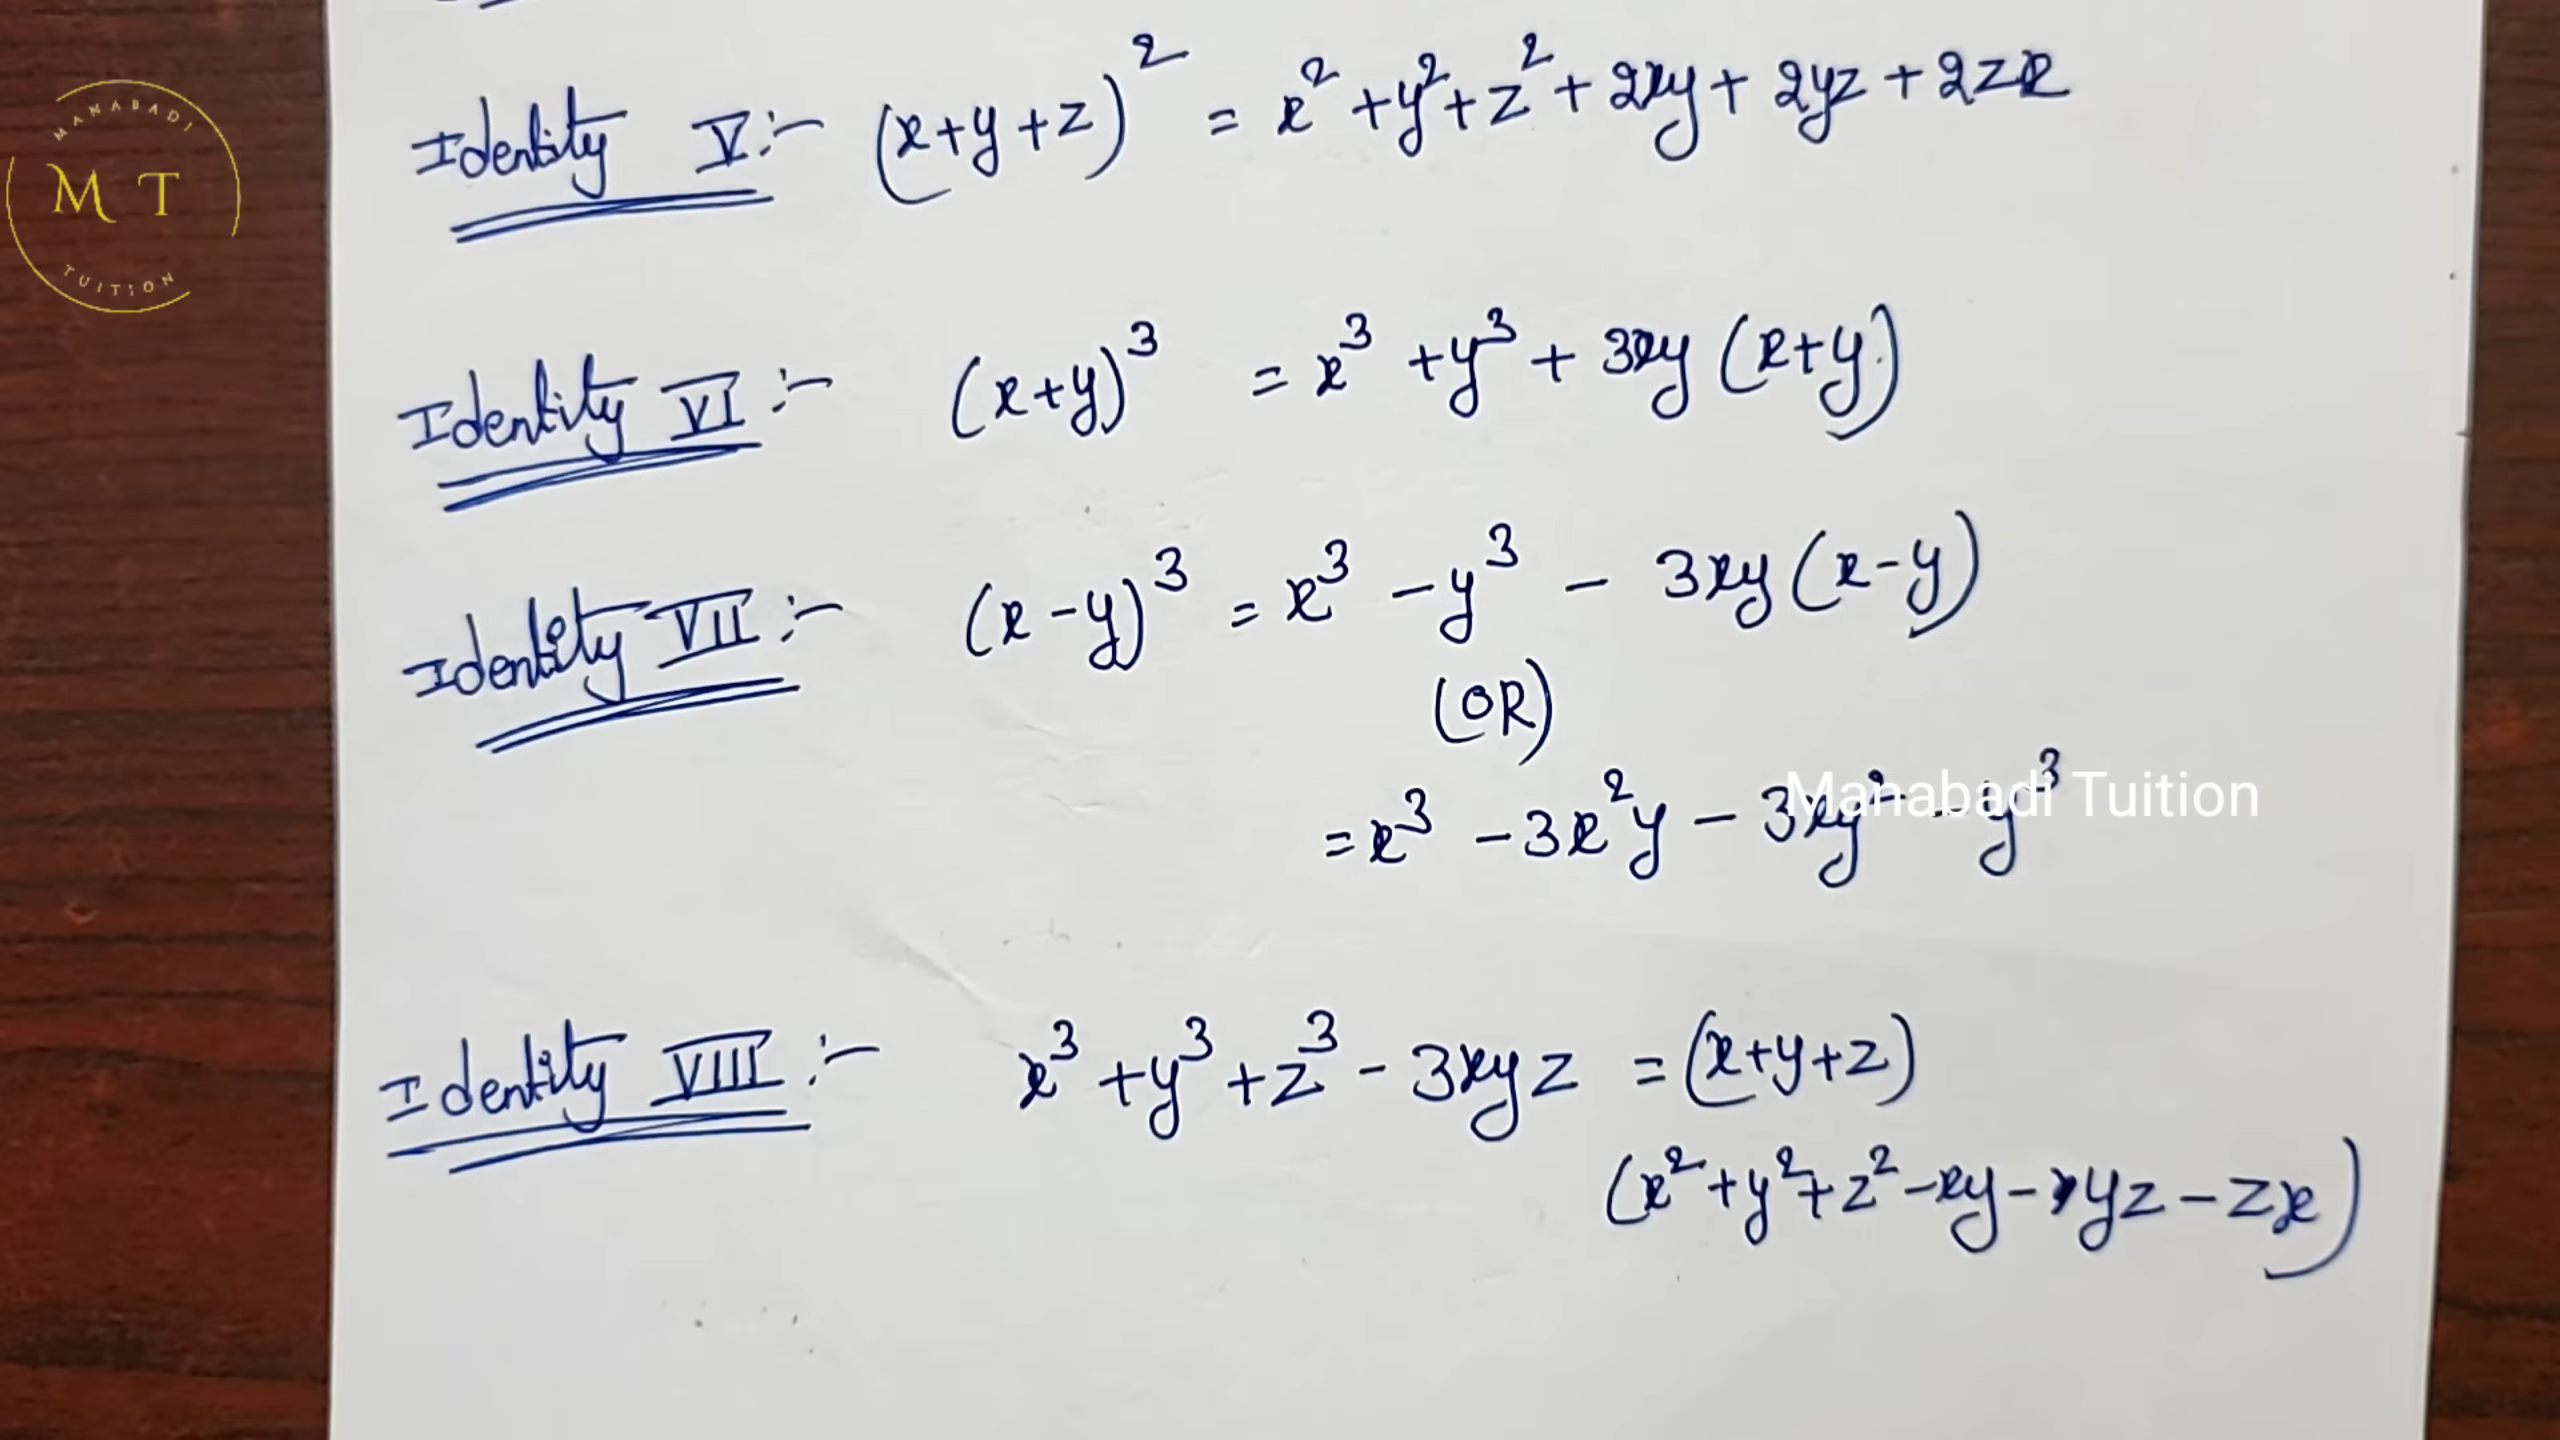 MANABADI
M T
TUITION
Identity V:- (x+y+z)² = x² + y² + z² + 2xy + 2yz + 2zx
Identity VI :- (x+y)³ = x³ + y³ + 3xy (x+y)
Identity VII :- (x-y)³ = x³ - y³ - 3xy (x-y)
(OR)
= x³ - 3x²y - 3xy² - y³
Manabadi Tuition
Identity VIII :- x³ + y³ + z³ - 3xyz = (x+y+z)
(x² + y² + z² - xy - yz - zx)